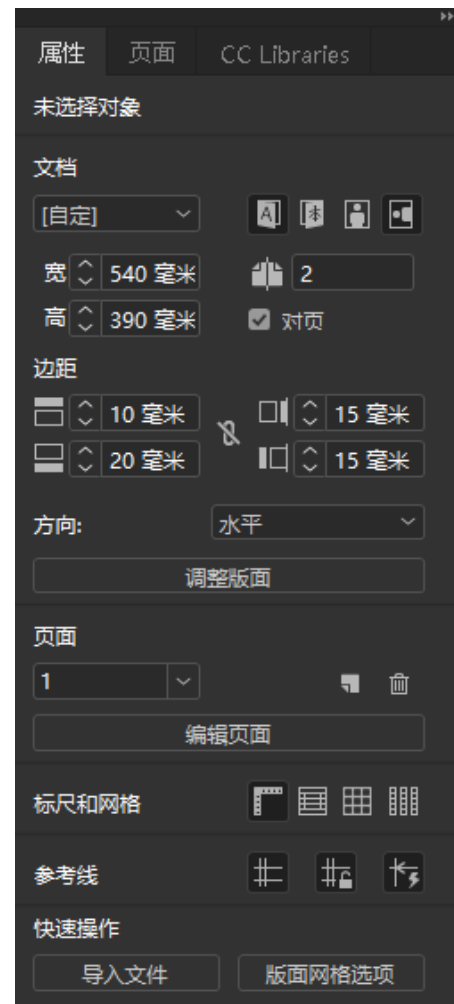 属性 页面 CC Libraries
未选择对象
文档
[自定] A
宽 540 毫米 2
高 390 毫米 对页
边距
10 毫米 15 毫米
20 毫米 15 毫米
方向: 水平
调整版面
页面
1
编辑页面
标尺和网格
参考线
快速操作
导入文件 版面网格选项